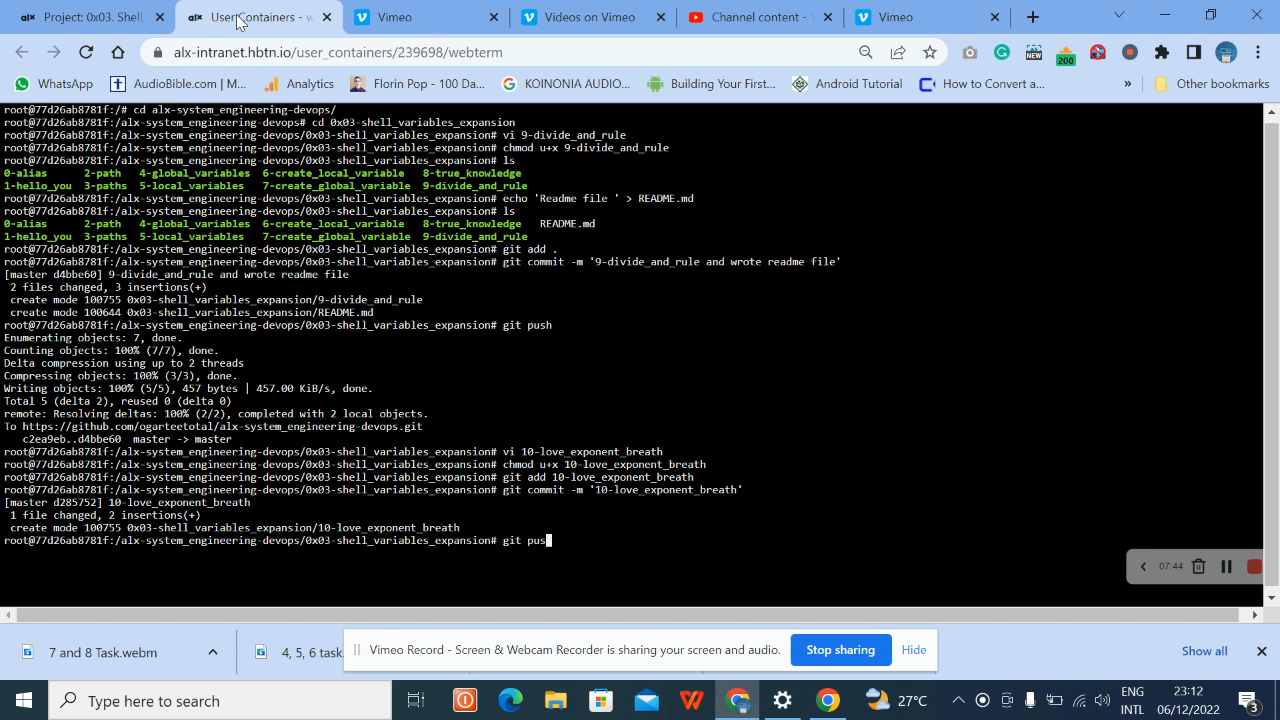 Project: 0x03. Shell.
User Containers - w
Vimeo
Videos on Vimeo
Channel content -
Vimeo
alx-intranet.hbtn.io/user_containers/239698/webterm
NEW
200
WhatsApp
AudioBible.com | M...
Analytics
Florin Pop - 10D Da...
KOINONIA AUDIO...
Building Your First...
Android Tutorial
How to Convert a...
»
Other bookmarks
root@77d26ab8781f:/# cd alx-system_engineering-devops/
root@77d26ab8781f:/alx-system_engineering-devops# cd 0x03-shell_variables_expansion
root@77d26ab8781f:/alx-system_engineering-devops/0x03-shell_variables_expansion# vi 9-divide_and_rule
root@77d26ab8781f:/alx-system_engineering-devops/0x03-shell_variables_expansion# chmod u+x 9-divide_and_rule
root@77d26ab8781f:/alx-system_engineering-devops/0x03-shell_variables_expansion# ls
0-alias 2-path 4-global_variables 6-create_local_variable 8-true_knowledge
1-hello_you 3-paths 5-local_variables 7-create_global_variable 9-divide_and_rule
root@77d26ab8781f:/alx-system_engineering-devops/0x03-shell_variables_expansion# echo 'Readme file ' > README.md
root@77d26ab8781f:/alx-system_engineering-devops/0x03-shell_variables_expansion# ls
0-alias 2-path 4-global_variables 6-create_local_variable 8-true_knowledge README.md
1-hello_you 3-paths 5-local_variables 7-create_global_variable 9-divide_and_rule
root@77d26ab8781f:/alx-system_engineering-devops/0x03-shell_variables_expansion# git add .
root@77d26ab8781f:/alx-system_engineering-devops/0x03-shell_variables_expansion# git commit -m '9-divide_and_rule and wrote readme file'
[master d4bbe60] 9-divide_and_rule and wrote readme file
2 files changed, 3 insertions(+)
create mode 100755 0x03-shell_variables_expansion/9-divide_and_rule
create mode 100644 0x03-shell_variables_expansion/README.md
root@77d26ab8781f:/alx-system_engineering-devops/0x03-shell_variables_expansion# git push
Enumerating objects: 7, done.
Counting objects: 100% (7/7), done.
Delta compression using up to 2 threads
Compressing objects: 100% (3/3), done.
Writing objects: 100% (5/5), 457 bytes | 457.00 KiB/s, done.
Total 5 (delta 2), reused 0 (delta 0)
remote: Resolving deltas: 100% (2/2), completed with 2 local objects.
To https://github.com/ogarteetotal/alx-system_engineering-devops.git
c2ea9eb..d4bbe60 master -> master
root@77d26ab8781f:/alx-system_engineering-devops/0x03-shell_variables_expansion# vi 10-love_exponent_breath
root@77d26ab8781f:/alx-system_engineering-devops/0x03-shell_variables_expansion# chmod u+x 10-love_exponent_breath
root@77d26ab8781f:/alx-system_engineering-devops/0x03-shell_variables_expansion# git add 10-love_exponent_breath
root@77d26ab8781f:/alx-system_engineering-devops/0x03-shell_variables_expansion# git commit -m '10-love_exponent_breath'
[master d285752] 10-love_exponent_breath
1 file changed, 2 insertions(+)
create mode 100755 0x03-shell_variables_expansion/10-love_exponent_breath
root@77d26ab8781f:/alx-system_engineering-devops/0x03-shell_variables_expansion# git pus
07:44
7 and 8 Task.webm
4, 5, 6 task.
Vimeo Record - Screen & Webcam Recorder is sharing your screen and audio.
Stop sharing
Hide
Show all
Type here to search
27°C
ENG
INTL
23:12
06/12/2022
3